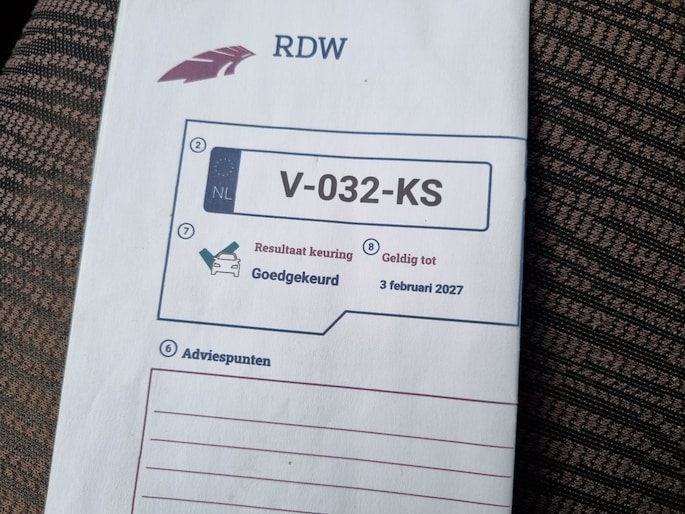 RDW
2
NL
V-032-KS
7
Resultaat keuring
8
Geldig tot
Goedgekeurd
3 februari 2027
6 Adviespunten